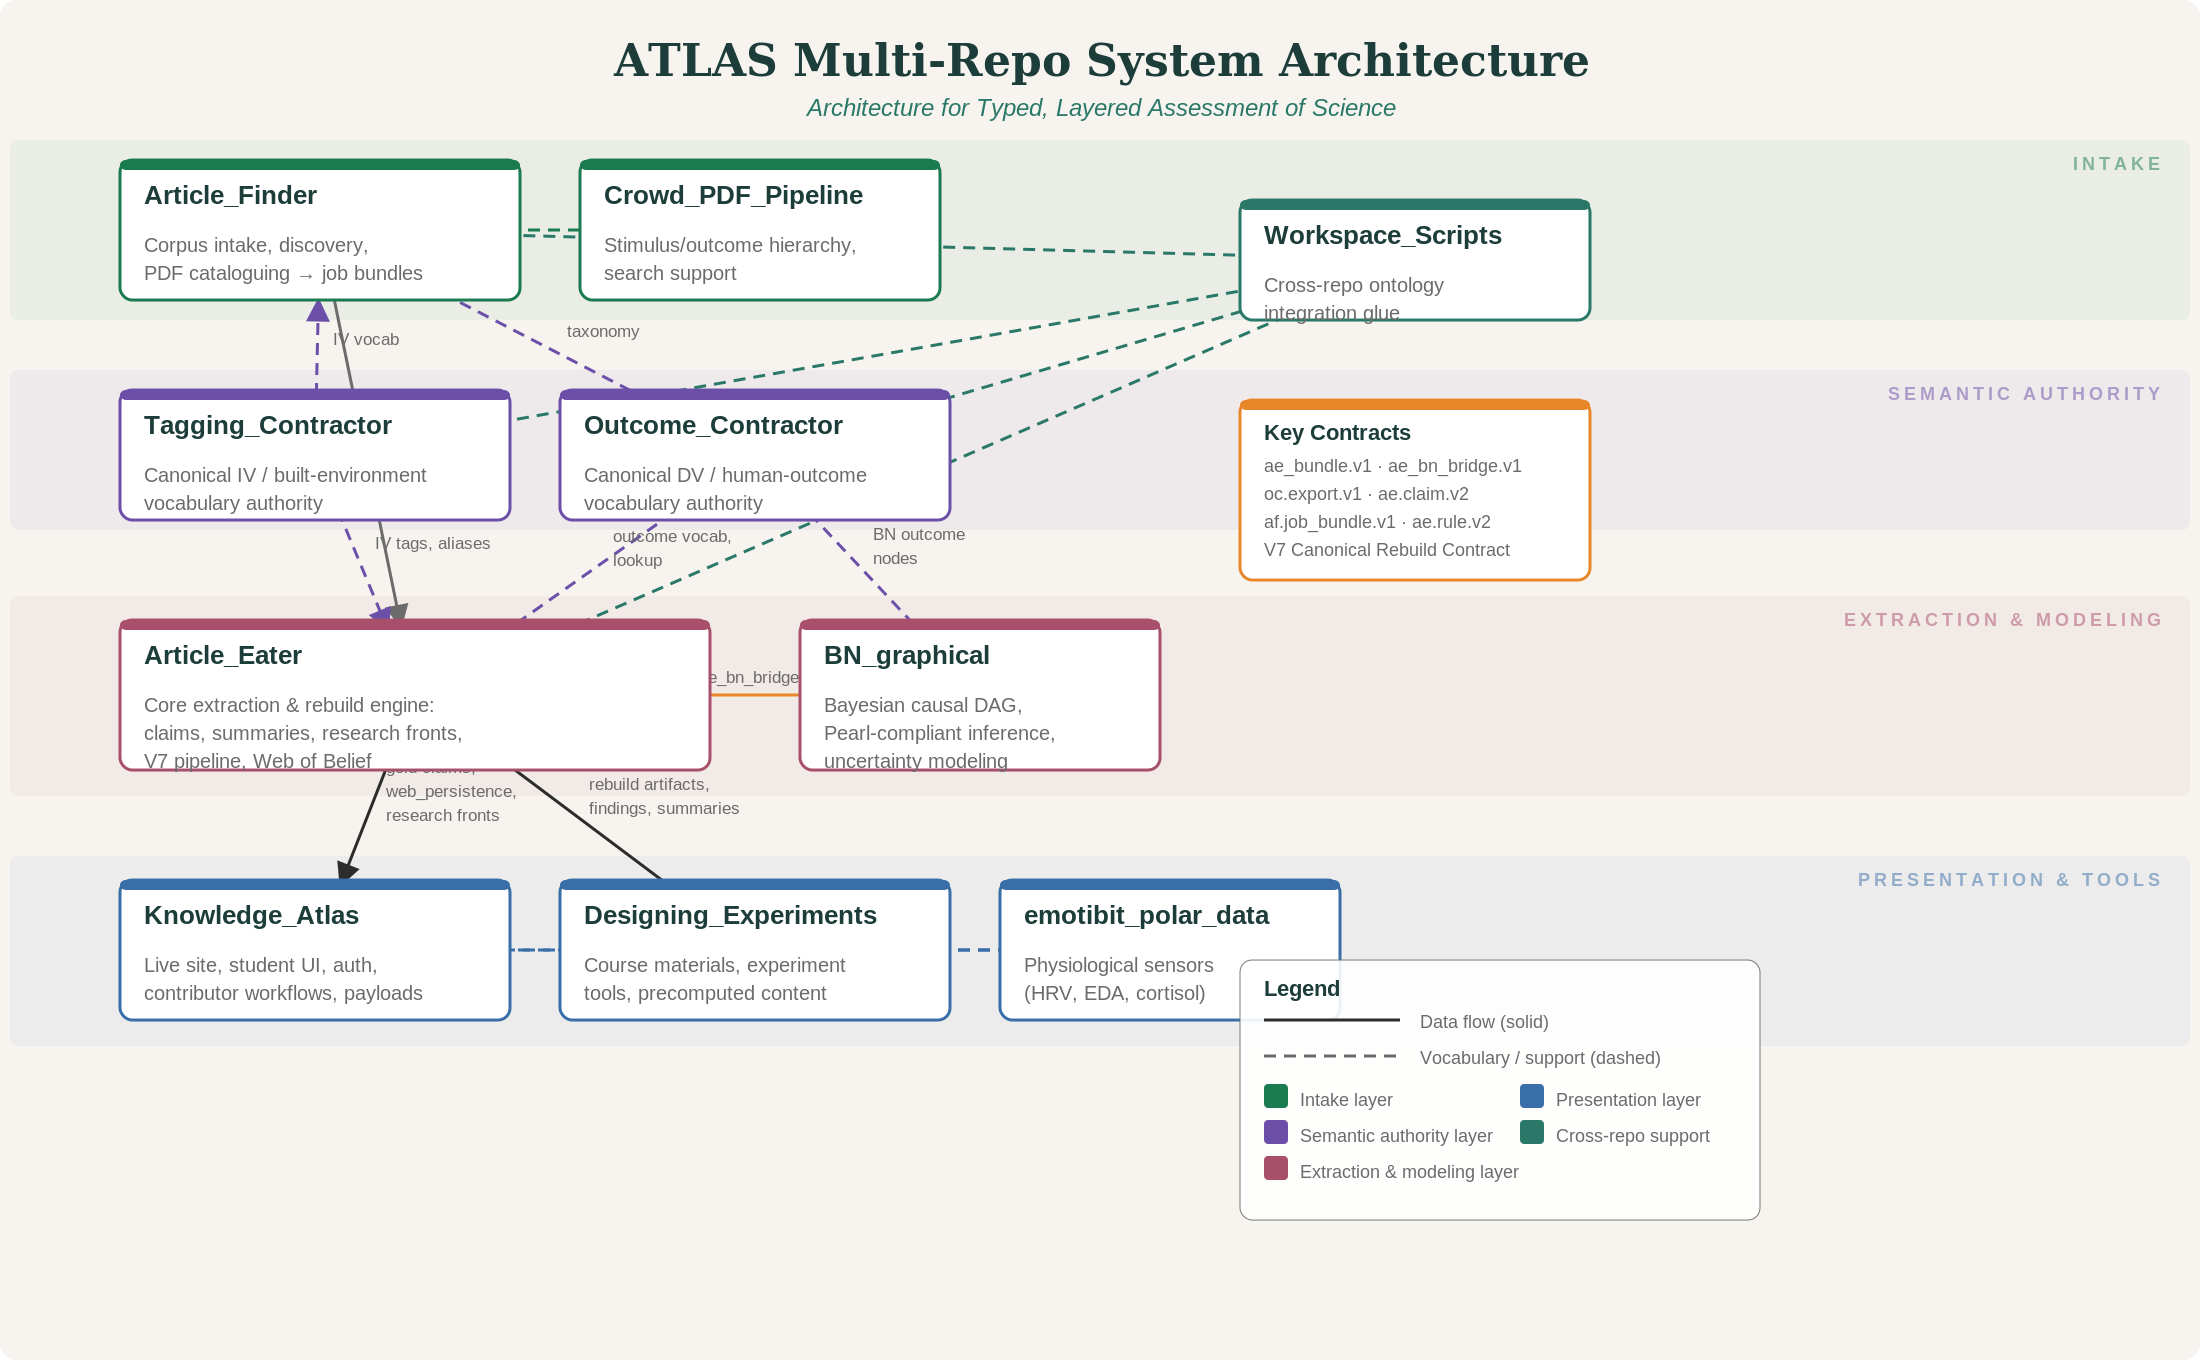 ATLAS Multi-Repo System Architecture
Architecture for Typed, Layered Assessment of Science
INTAKE
Article_Finder
Corpus intake, discovery,
PDF cataloguing → job bundles
Crowd_PDF_Pipeline
Stimulus/outcome hierarchy,
search support
Workspace_Scripts
Cross-repo ontology
integration glue
IV vocab
taxonomy
SEMANTIC AUTHORITY
Tagging_Contractor
Canonical IV / built-environment
vocabulary authority
Outcome_Contractor
Canonical DV / human-outcome
vocabulary authority
Key Contracts
ae_bundle.v1 · ae_bn_bridge.v1
oc.export.v1 · ae.claim.v2
af.job_bundle.v1 · ae.rule.v2
V7 Canonical Rebuild Contract
IV tags, aliases
outcome vocab,
lookup
BN outcome
nodes
EXTRACTION & MODELING
Article_Eater
Core extraction & rebuild engine:
claims, summaries, research fronts,
V7 pipeline, Web of Belief
e_bn_bridge
BN_graphical
Bayesian causal DAG,
Pearl-compliant inference,
uncertainty modeling
web_persistence,
research fronts
rebuild artifacts,
findings, summaries
PRESENTATION & TOOLS
Knowledge_Atlas
Live site, student UI, auth,
contributor workflows, payloads
Designing_Experiments
Course materials, experiment
tools, precomputed content
emotibit_polar_data
Physiological sensors
(HRV, EDA, cortisol)
Legend
Data flow (solid)
Vocabulary / support (dashed)
Intake layer
Presentation layer
Semantic authority layer
Cross-repo support
Extraction & modeling layer